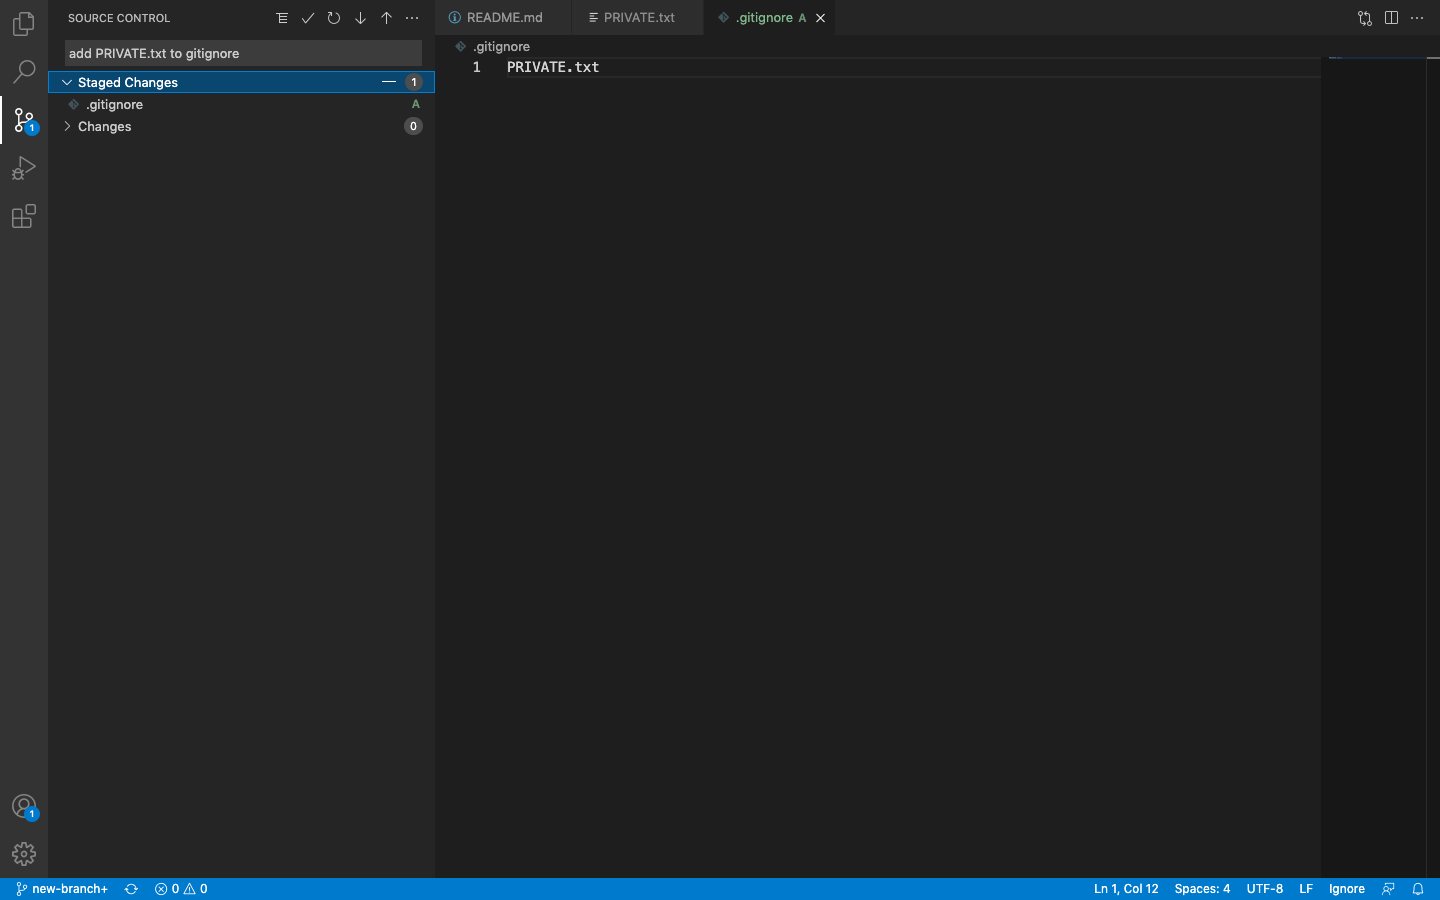 SOURCE CONTROL
README.md
PRIVATE.txt
.gitignore A
add PRIVATE.txt to gitignore
.gitignore
Staged Changes 1
1 PRIVATE.txt
.gitignore A
Changes 0
1
1
new-branch+ 0 0 Ln 1, Col 12 Spaces: 4 UTF-8 LF Ignore